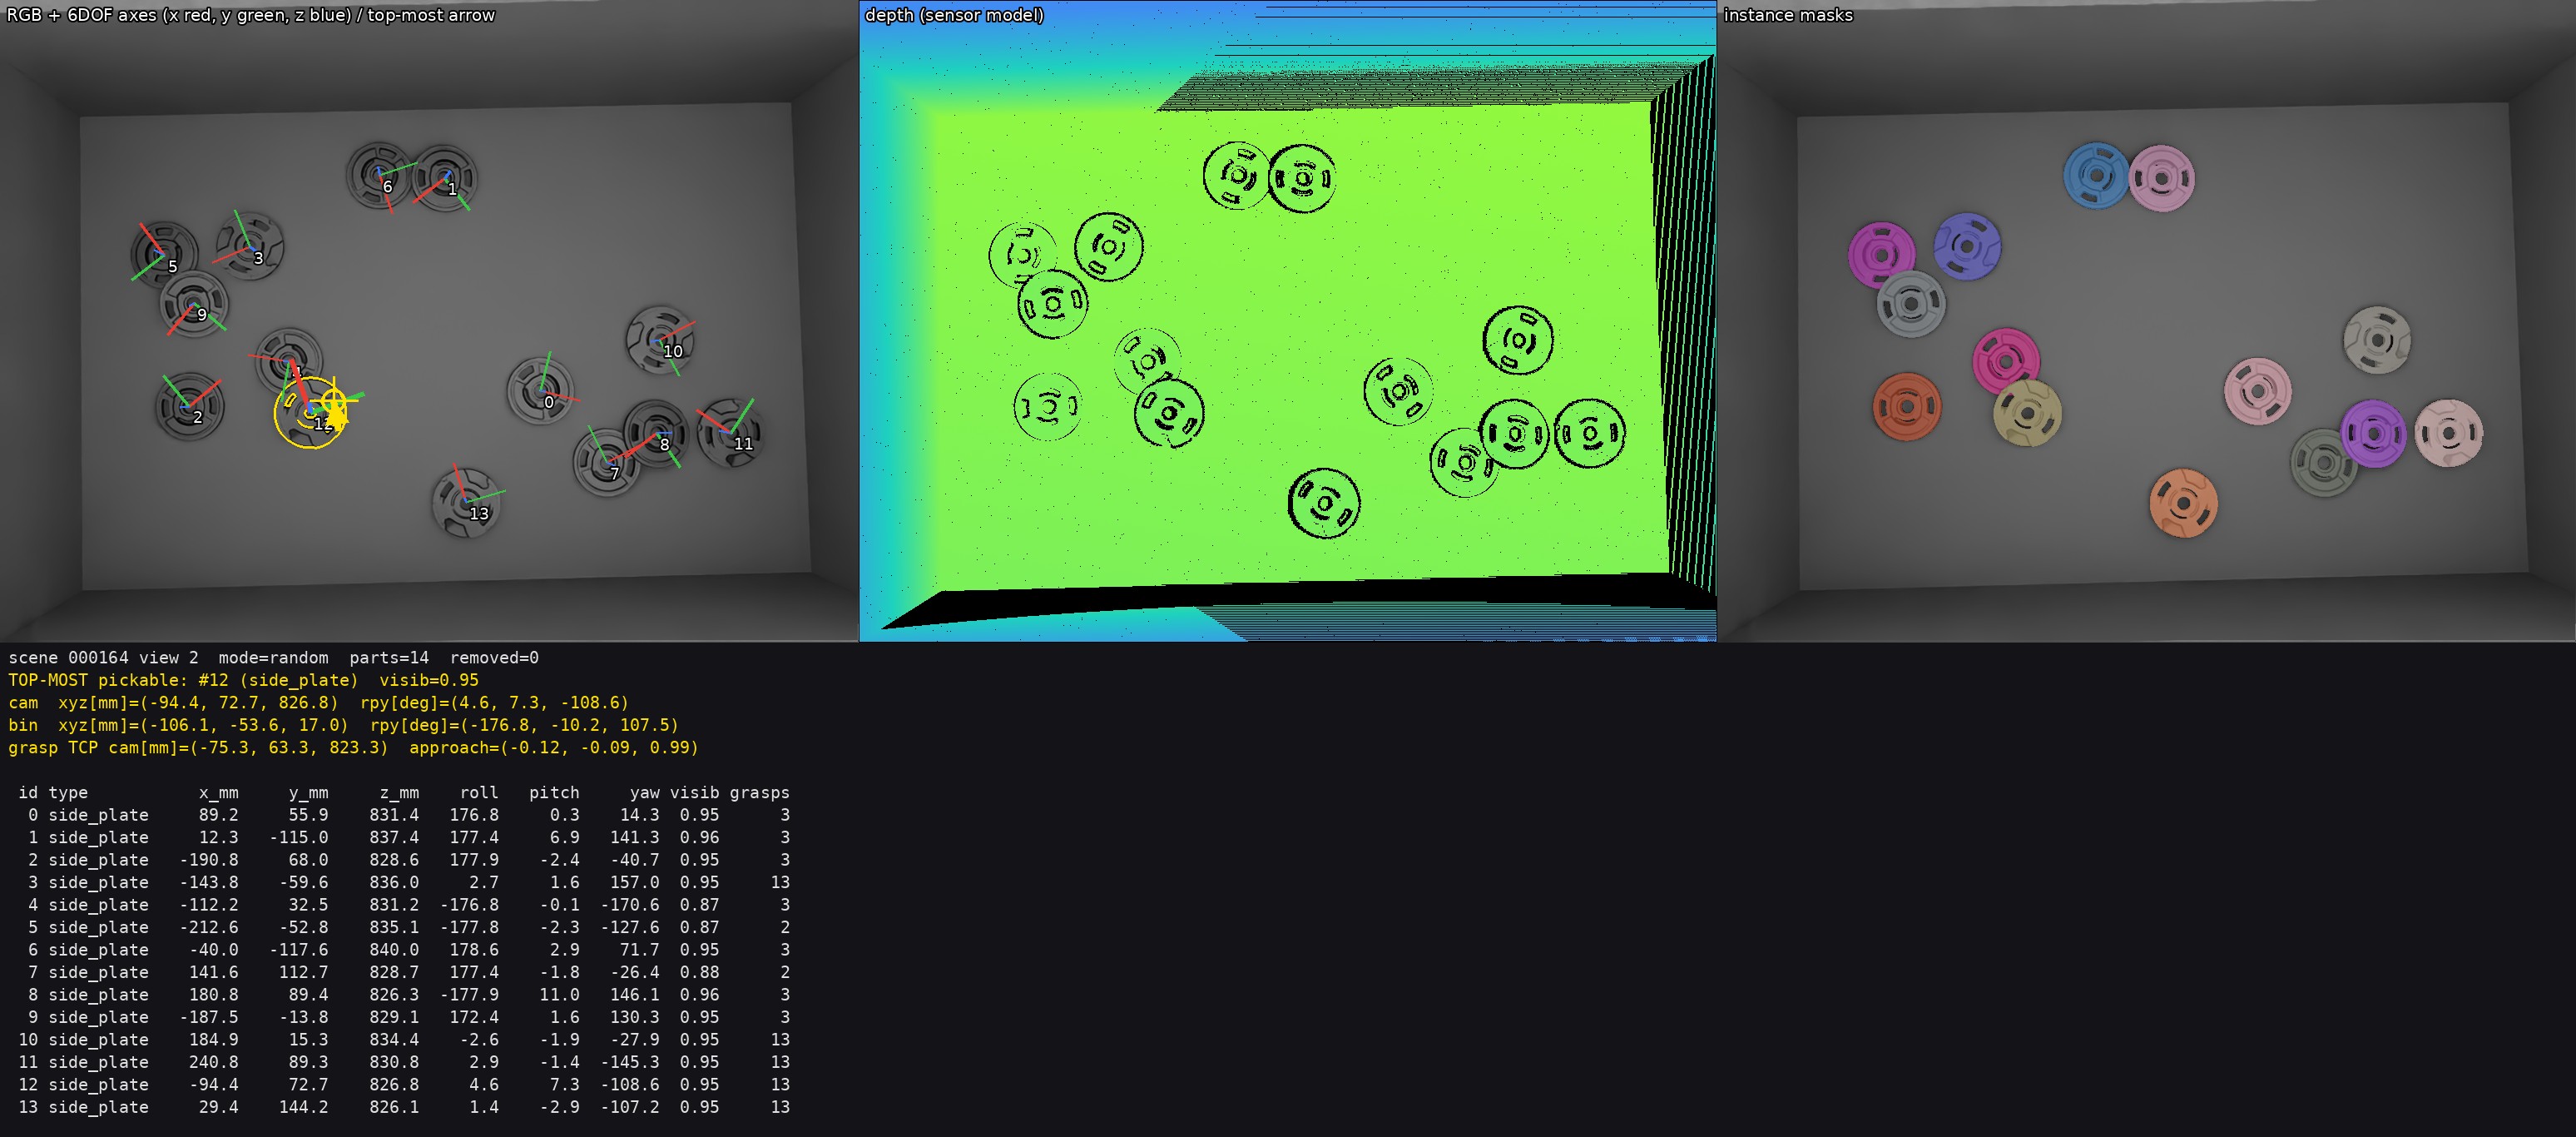 RGB + 6DOF axes (x red, y green, z blue) / top-most arrow
depth (sensor model)
instance masks
6
1
3
5
9
10
2
12
0
8
11
7
13
scene 000164 view 2  mode=random  parts=14  removed=0
TOP-MOST pickable: #12 (side_plate)  visib=0.95
cam  xyz[mm]=(-94.4, 72.7, 826.8)  rpy[deg]=(4.6, 7.3, -108.6)
bin  xyz[mm]=(-106.1, -53.6, 17.0)  rpy[deg]=(-176.8, -10.2, 107.5)
grasp TCP cam[mm]=(-75.3, 63.3, 823.3)  approach=(-0.12, -0.09, 0.99)
id type x_mm y_mm z_mm roll pitch yaw visib grasps
0 side_plate 89.2 55.9 831.4 176.8 0.3 14.3 0.95 3
1 side_plate 12.3 -115.0 837.4 177.4 6.9 141.3 0.96 3
2 side_plate -190.8 68.0 828.6 177.9 -2.4 -40.7 0.95 3
3 side_plate -143.8 -59.6 836.0 2.7 1.6 157.0 0.95 13
4 side_plate -112.2 32.5 831.2 -176.8 -0.1 -170.6 0.87 3
5 side_plate -212.6 -52.8 835.1 -177.8 -2.3 -127.6 0.87 2
6 side_plate -40.0 -117.6 840.0 178.6 2.9 71.7 0.95 3
7 side_plate 141.6 112.7 828.7 177.4 -1.8 -26.4 0.88 2
8 side_plate 180.8 89.4 826.3 -177.9 11.0 146.1 0.96 3
9 side_plate -187.5 -13.8 829.1 172.4 1.6 130.3 0.95 3
10 side_plate 184.9 15.3 834.4 -2.6 -1.9 -27.9 0.95 13
11 side_plate 240.8 89.3 830.8 2.9 -1.4 -145.3 0.95 13
12 side_plate -94.4 72.7 826.8 4.6 7.3 -108.6 0.95 13
13 side_plate 29.4 144.2 826.1 1.4 -2.9 -107.2 0.95 13